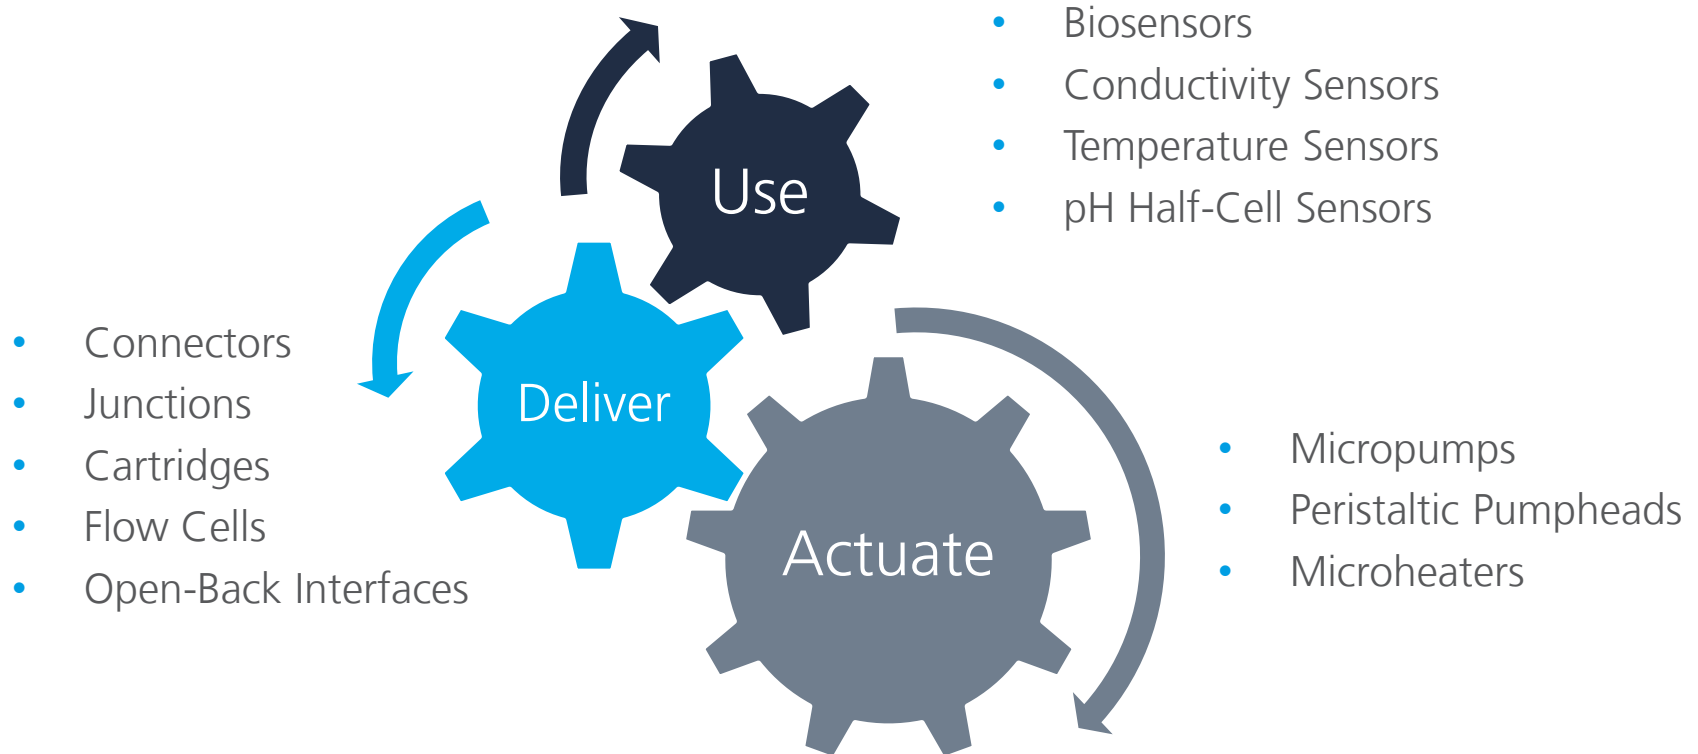 Use
Biosensors
Conductivity Sensors
Temperature Sensors
pH Half-Cell Sensors
Deliver
Connectors
Junctions
Cartridges
Flow Cells
Open-Back Interfaces
Actuate
Micropumps
Peristaltic Pumpheads
Microheaters